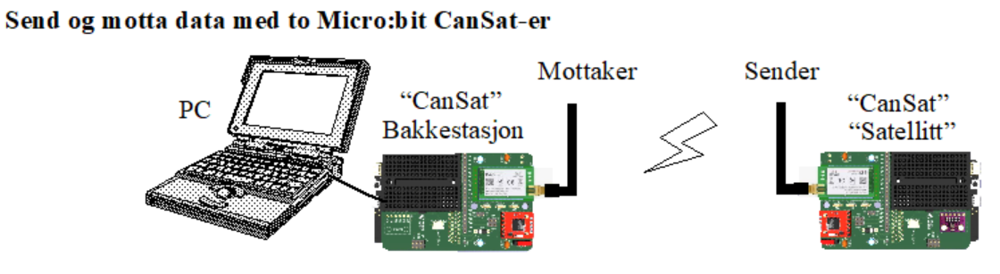 Send og motta data med to Micro:bit CanSat-er
Mottaker
Sender
PC
“CanSat”
Bakkestasjon
“CanSat”
“Satellitt”